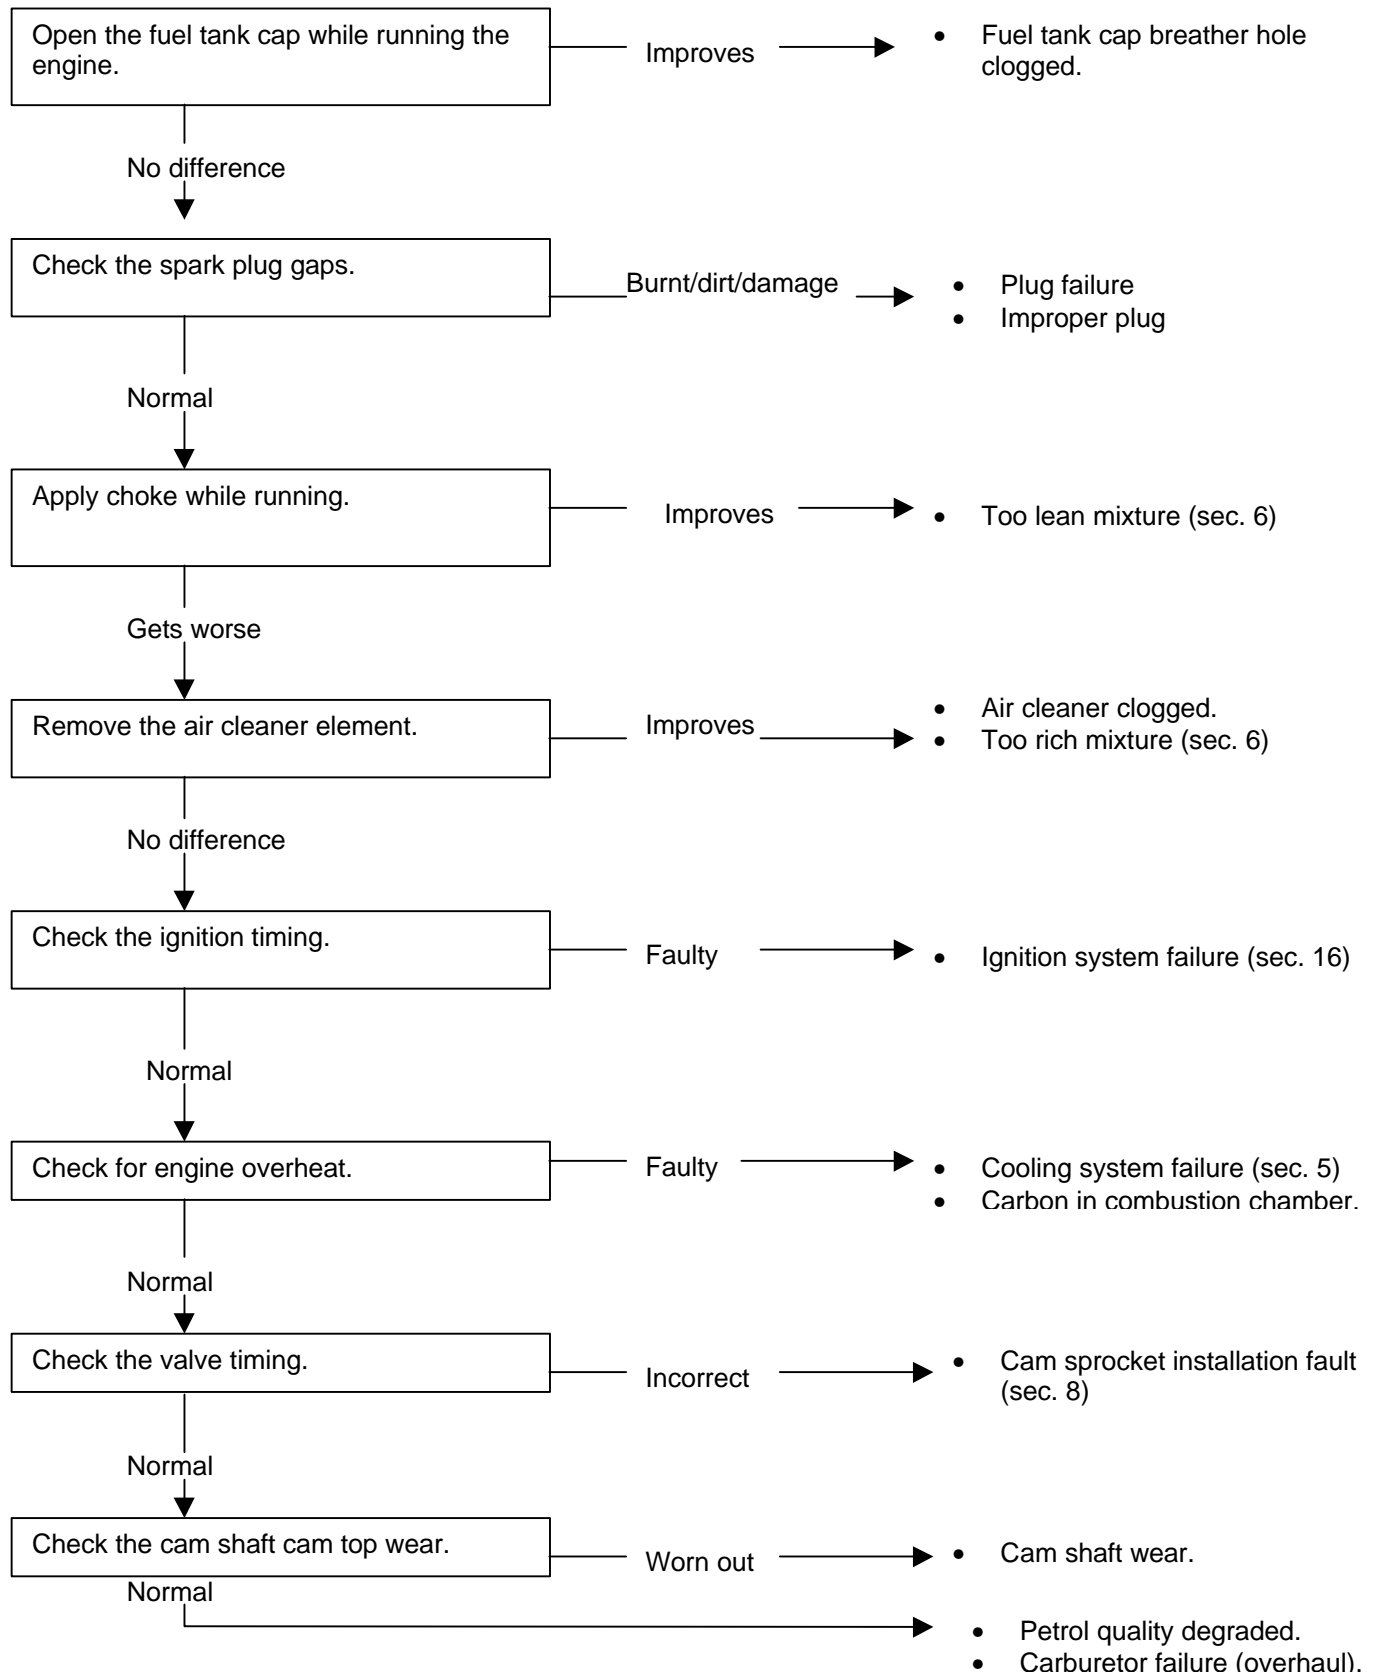 Open the fuel tank cap while running the
engine.
Improves
• Fuel tank cap breather hole
clogged.
No difference
Check the spark plug gaps.
Burnt/dirt/damage
• Plug failure
• Improper plug
Normal
Apply choke while running.
Improves
• Too lean mixture (sec. 6)
Gets worse
Remove the air cleaner element.
Improves
• Air cleaner clogged.
• Too rich mixture (sec. 6)
No difference
Check the ignition timing.
Faulty
• Ignition system failure (sec. 16)
Normal
Check for engine overheat.
Faulty
• Cooling system failure (sec. 5)
• Carbon in combustion chamber.
Normal
Check the valve timing.
Incorrect
• Cam sprocket installation fault
(sec. 8)
Normal
Check the cam shaft cam top wear.
Worn out
• Cam shaft wear.
Normal
• Petrol quality degraded.
• Carburetor failure (overhaul).